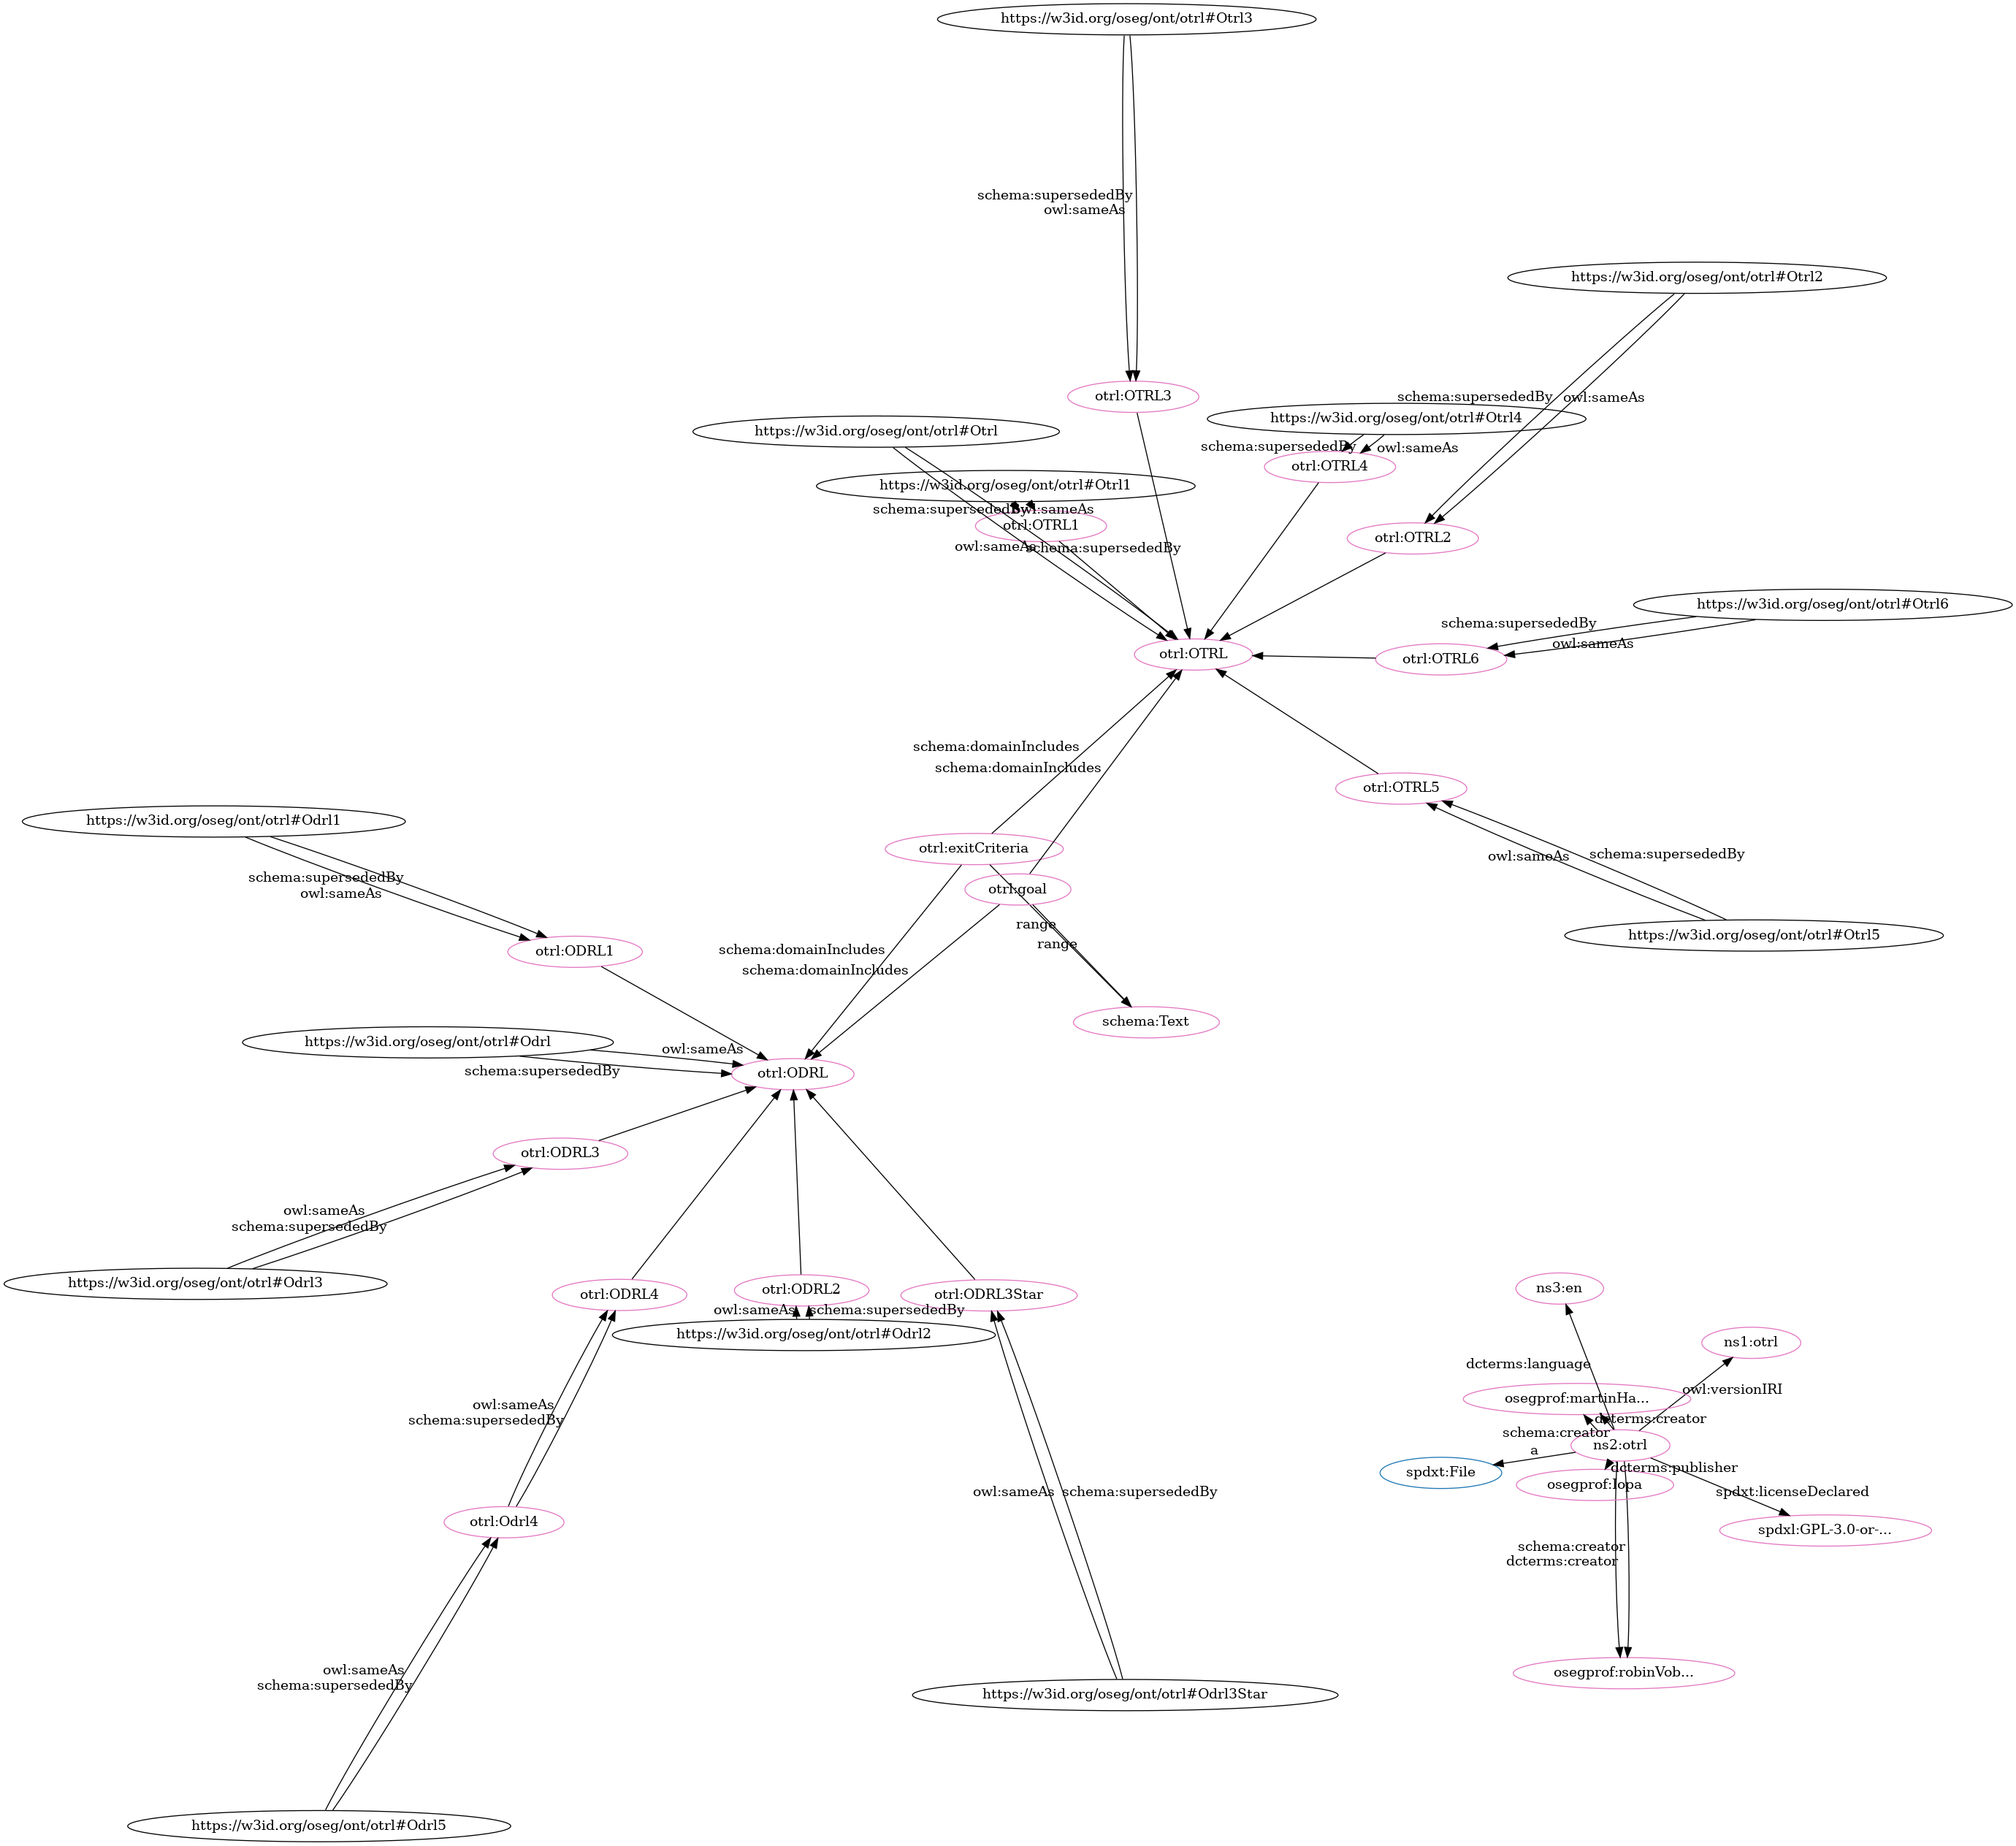 https://w3id.org/oseg/ont/otrl#Otrl3
schema:supersededBy
owl:sameAs
https://w3id.org/oseg/ont/otrl#Otrl2
otrl:OTRL3
schema:supersededBy
owl:sameAs
https://w3id.org/oseg/ont/otrl#Otrl4
https://w3id.org/oseg/ont/otrl#Otrl
schema:supersededBy
owl:sameAs
otrl:OTRL4
https://w3id.org/oseg/ont/otrl#Otrl1
schema:supersededBy
owl:sameAs
otrl:OTRL1
otrl:OTRL2
owl:sameAs
schema:supersededBy
https://w3id.org/oseg/ont/otrl#Otrl6
schema:supersededBy
owl:sameAs
otrl:OTRL
otrl:OTRL6
schema:domainIncludes
schema:domainIncludes
otrl:OTRL5
https://w3id.org/oseg/ont/otrl#Odrl1
otrl:exitCriteria
owl:sameAs
schema:supersededBy
schema:supersededBy
owl:sameAs
otrl:goal
range
range
https://w3id.org/oseg/ont/otrl#Otrl5
otrl:ODRL1
schema:domainIncludes
schema:domainIncludes
schema:Text
https://w3id.org/oseg/ont/otrl#Odrl
owl:sameAs
schema:supersededBy
otrl:ODRL
otrl:ODRL3
owl:sameAs
schema:supersededBy
https://w3id.org/oseg/ont/otrl#Odrl3
otrl:ODRL4
otrl:ODRL2
otrl:ODRL3Star
owl:sameAs
schema:supersededBy
https://w3id.org/oseg/ont/otrl#Odrl2
ns3:en
ns1:otrl
dcterms:language
owl:versionIRI
osegprof:martinHa...
dcterms:creator
schema:creator
ns2:otrl
a
spdxt:File
dcterms:publisher
osegprof:lopa
spdxt:licenseDeclared
spdxl:GPL-3.0-or-...
owl:sameAs
schema:supersededBy
otrl:Odrl4
owl:sameAs
schema:supersededBy
schema:creator
dcterms:creator
osegprof:robinVob...
owl:sameAs
schema:supersededBy
https://w3id.org/oseg/ont/otrl#Odrl3Star
https://w3id.org/oseg/ont/otrl#Odrl5